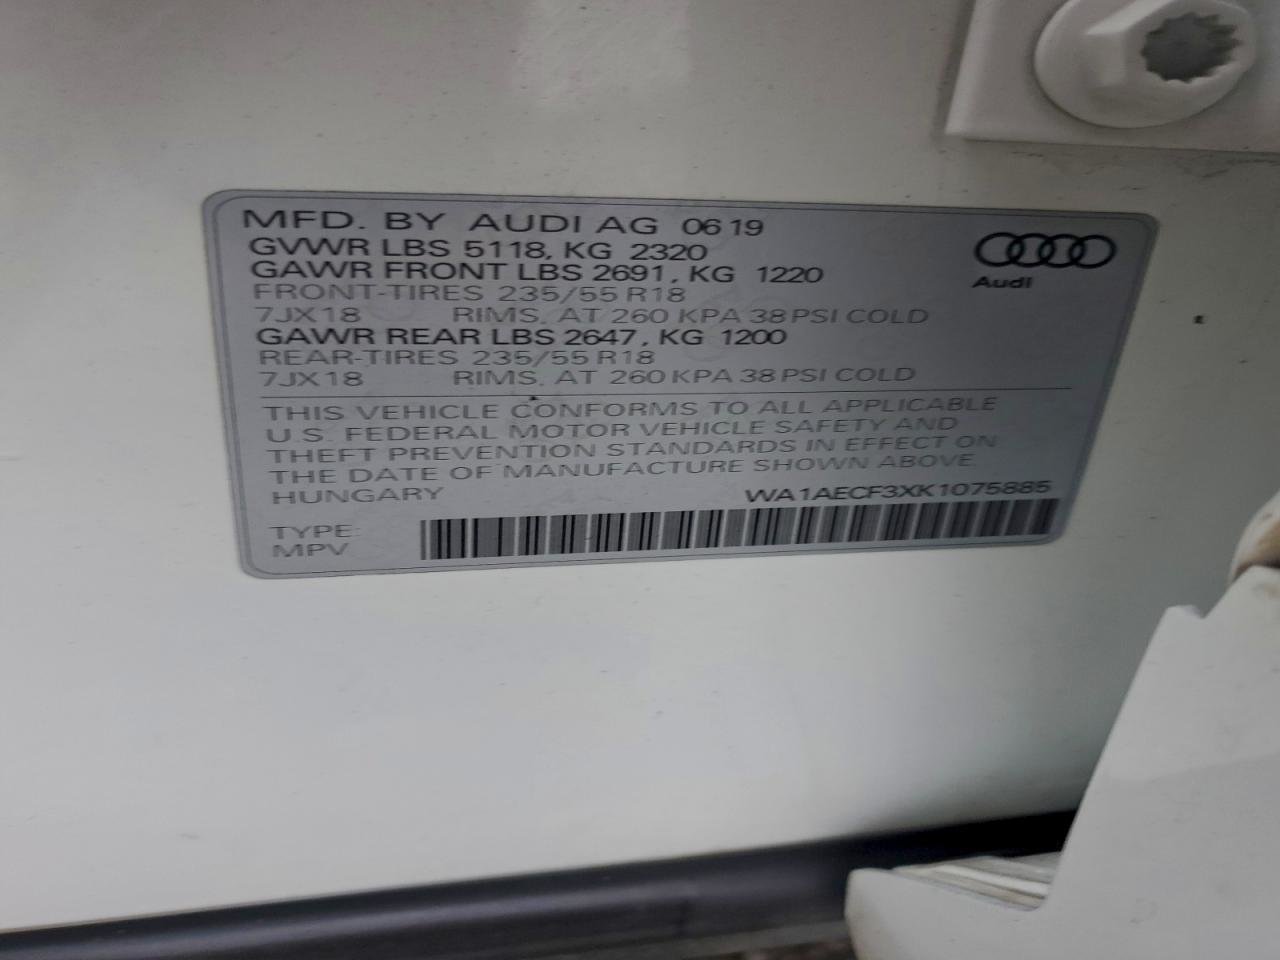 MFD. BY AUDI AG 0619
GVWR LBS 5118, KG 2320
GAWR FRONT LBS 2691, KG 1220
FRONT-TIRES 235/55 R18
7JX18 RIMS, AT 260 KPA 38 PSI COLD
GAWR REAR LBS 2647, KG 1200
REAR-TIRES 235/55 R18
7JX18 RIMS, AT 260 KPA 38 PSI COLD
Audi
THIS VEHICLE CONFORMS TO ALL APPLICABLE
U.S. FEDERAL MOTOR VEHICLE SAFETY AND
THEFT PREVENTION STANDARDS IN EFFECT ON
THE DATE OF MANUFACTURE SHOWN ABOVE.
HUNGARY WA1AECF3XK1075885
TYPE:
MPV